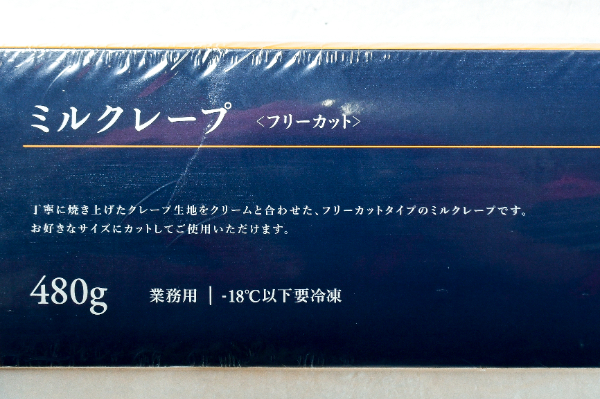 ミルクレープ 〈フリーカット〉
丁寧に焼き上げたクレープ生地をクリームと合わせた、フリーカットタイプのミルクレープです。
お好きなサイズにカットしてご使用いただけます。
480g 業務用 | -18℃以下要冷凍